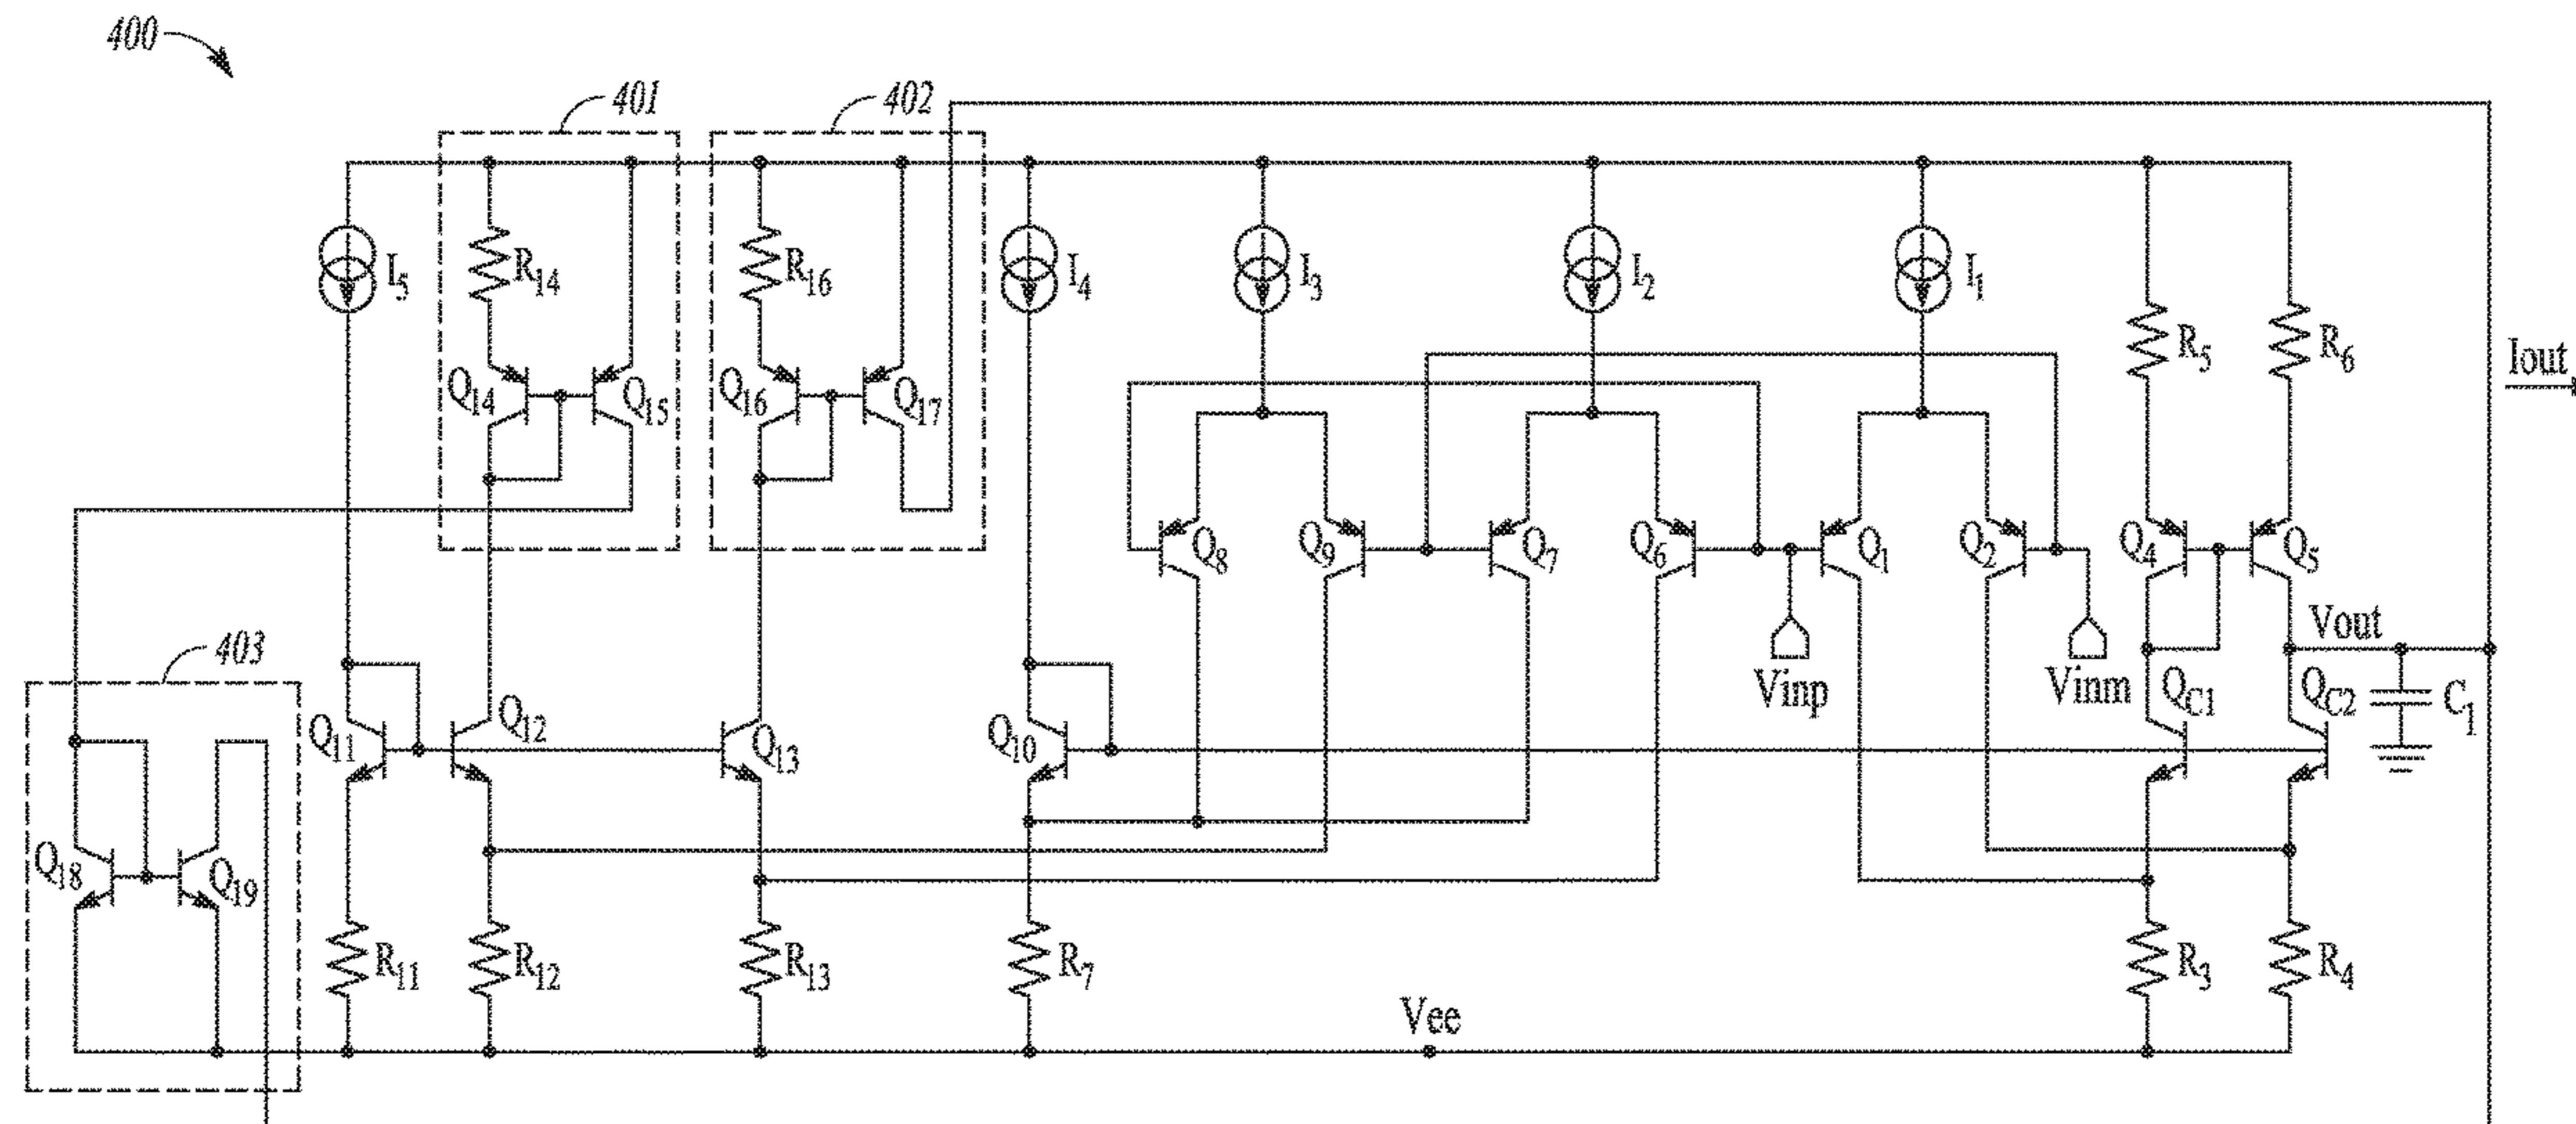 400
401
402
I5
R14
R16
I4
I3
I2
I1
R5
R6
Iout
Q14
Q15
Q16
Q17
Q8
Q9
Q7
Q6
Q1
Q2
Q4
Q5
403
Vinp
Vinm
Vout
Q11
Q12
Q13
Q10
QC1
QC2
C1
Q18
Q19
R11
R12
R13
R7
Vee
R3
R4